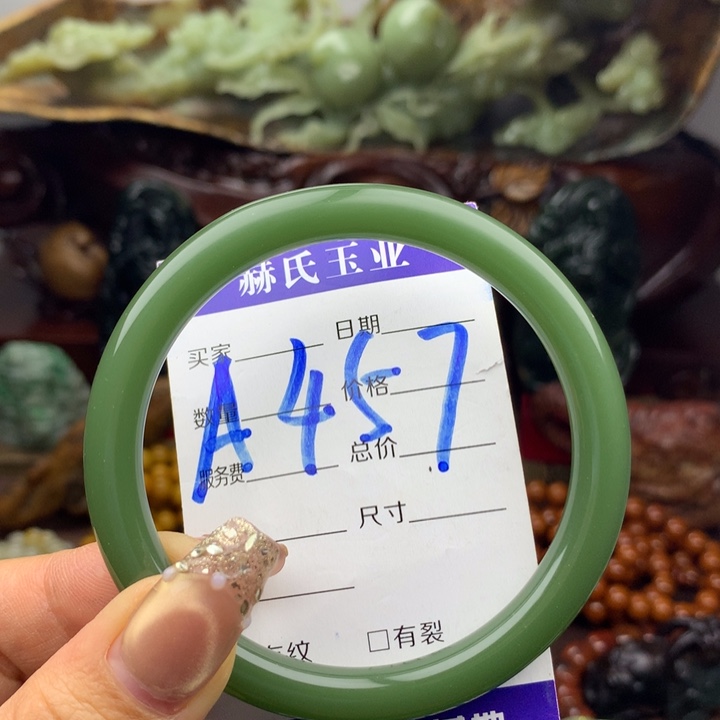 赫氏玉业
买家 日期
A457
数量 价格
服务费 总价
尺寸
纹 □有裂